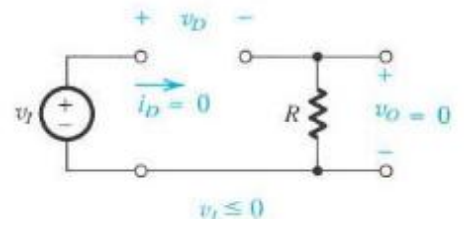 + v_D −
+ −
v_I
i_D = 0
R
+
v_O = 0
−
v_I ≤ 0